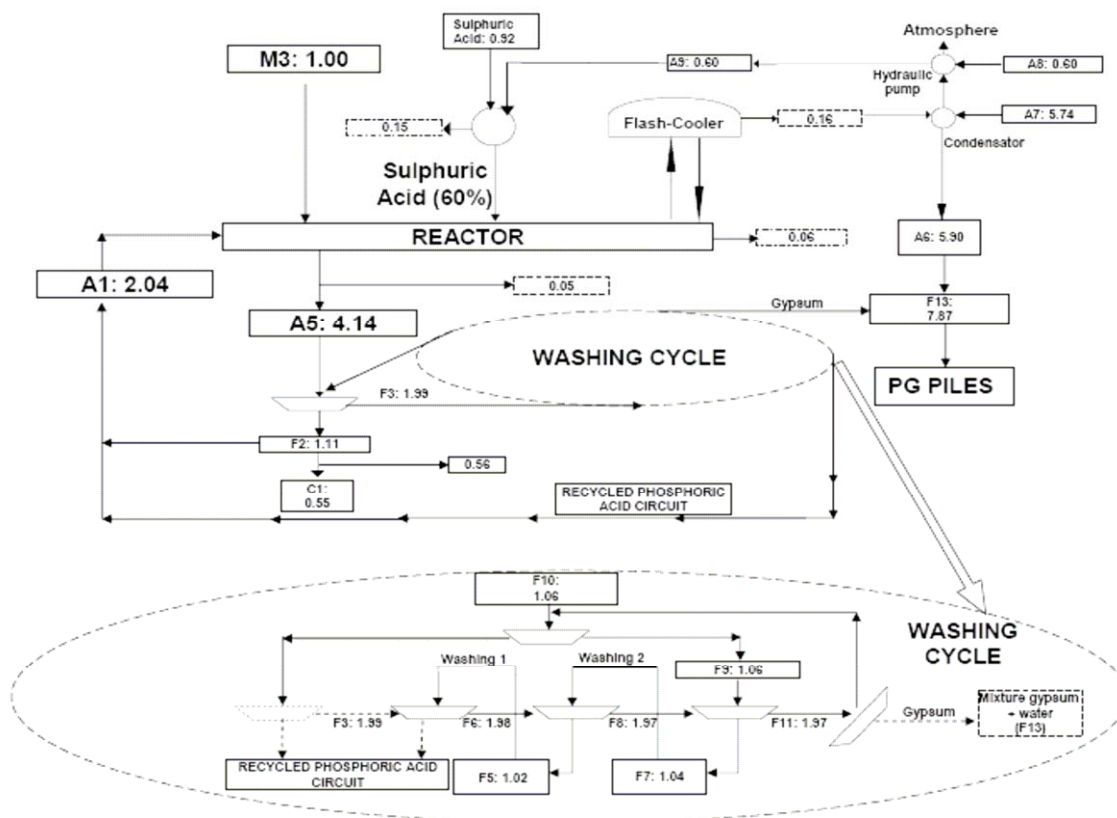 Sulphuric
Acid: 0.92
Atmosphere
M3: 1.00
A9: 0.60
A8: 0.60
Hydraulic
pump
0.15
Flash-Cooler
0.16
A7: 5.74
Condensator
Sulphuric
Acid (60%)
REACTOR
0.06
A6: 5.90
A1: 2.04
0.05
Gypsum
F13:
7.87
A5: 4.14
WASHING CYCLE
PG PILES
F3: 1.99
F2: 1.11
0.56
C1:
0.55
RECYCLED PHOSPHORIC
ACID CIRCUIT
F10:
1.06
WASHING
CYCLE
Washing 1
Washing 2
F9: 1.06
F3: 1.99
F6: 1.98
F8: 1.97
F11: 1.97
Gypsum
Mixture gypsum
+ water
(F13)
RECYCLED PHOSPHORIC ACID
CIRCUIT
F5: 1.02
F7: 1.04